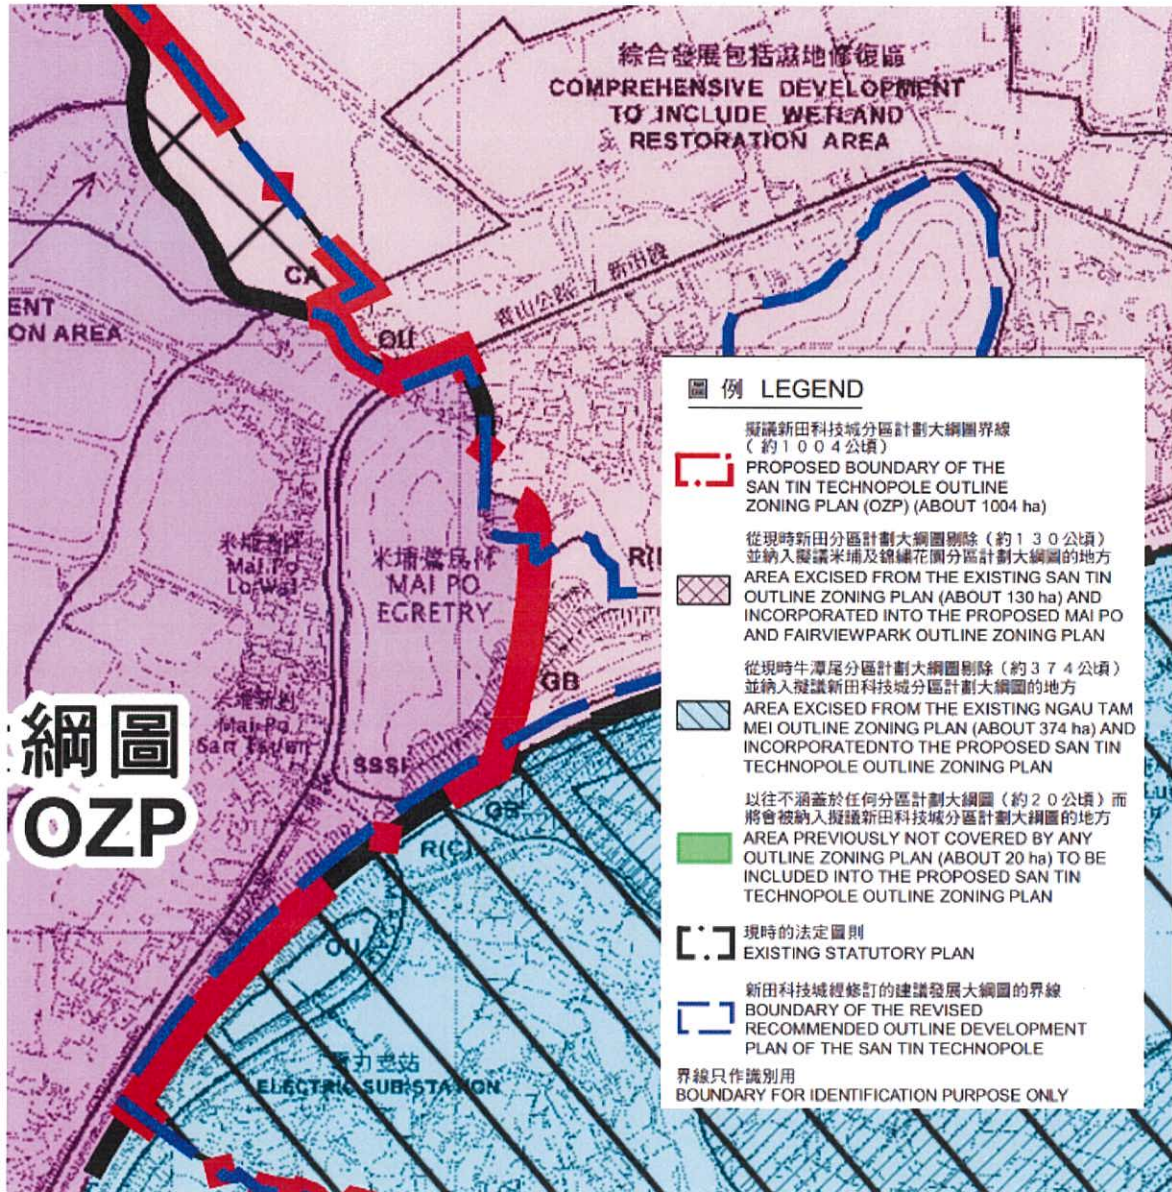 綜合發展包括濕地修復區
COMPREHENSIVE DEVELOPMENT
TO INCLUDE WETLAND
RESTORATION AREA
青山公路
新田段
CA
ENT
ON AREA
OU
米埔
Mai Po
Lo Wai
米埔鷺鳥林
MAI PO
EGRETRY
R(
GB
米埔新村
Mai Po
San Tsuen
SSSI
綱圖
OZP
GB
R(C)
OU
電力支站
ELECTRIC SUB-STATION
圖例 LEGEND
擬議新田科技城分區計劃大綱圖界線
(約1004公頃)
PROPOSED BOUNDARY OF THE
SAN TIN TECHNOPOLE OUTLINE
ZONING PLAN (OZP) (ABOUT 1004 ha)
從現時新田分區計劃大綱圖剔除(約130公頃)
並納入擬議米埔及錦繡花園分區計劃大綱圖的地方
AREA EXCISED FROM THE EXISTING SAN TIN
OUTLINE ZONING PLAN (ABOUT 130 ha) AND
INCORPORATED INTO THE PROPOSED MAI PO
AND FAIRVIEWPARK OUTLINE ZONING PLAN
從現時牛潭尾分區計劃大綱圖剔除(約374公頃)
並納入擬議新田科技城分區計劃大綱圖的地方
AREA EXCISED FROM THE EXISTING NGAU TAM
MEI OUTLINE ZONING PLAN (ABOUT 374 ha) AND
INCORPORATEDNTO THE PROPOSED SAN TIN
TECHNOPOLE OUTLINE ZONING PLAN
以往不涵蓋於任何分區計劃大綱圖(約20公頃)而
將會被納入擬議新田科技城分區計劃大綱圖的地方
AREA PREVIOUSLY NOT COVERED BY ANY
OUTLINE ZONING PLAN (ABOUT 20 ha) TO BE
INCLUDED INTO THE PROPOSED SAN TIN
TECHNOPOLE OUTLINE ZONING PLAN
現時的法定圖則
EXISTING STATUTORY PLAN
新田科技城經修訂的建議發展大綱圖的界線
BOUNDARY OF THE REVISED
RECOMMENDED OUTLINE DEVELOPMENT
PLAN OF THE SAN TIN TECHNOPOLE
界線只作識別用
BOUNDARY FOR IDENTIFICATION PURPOSE ONLY